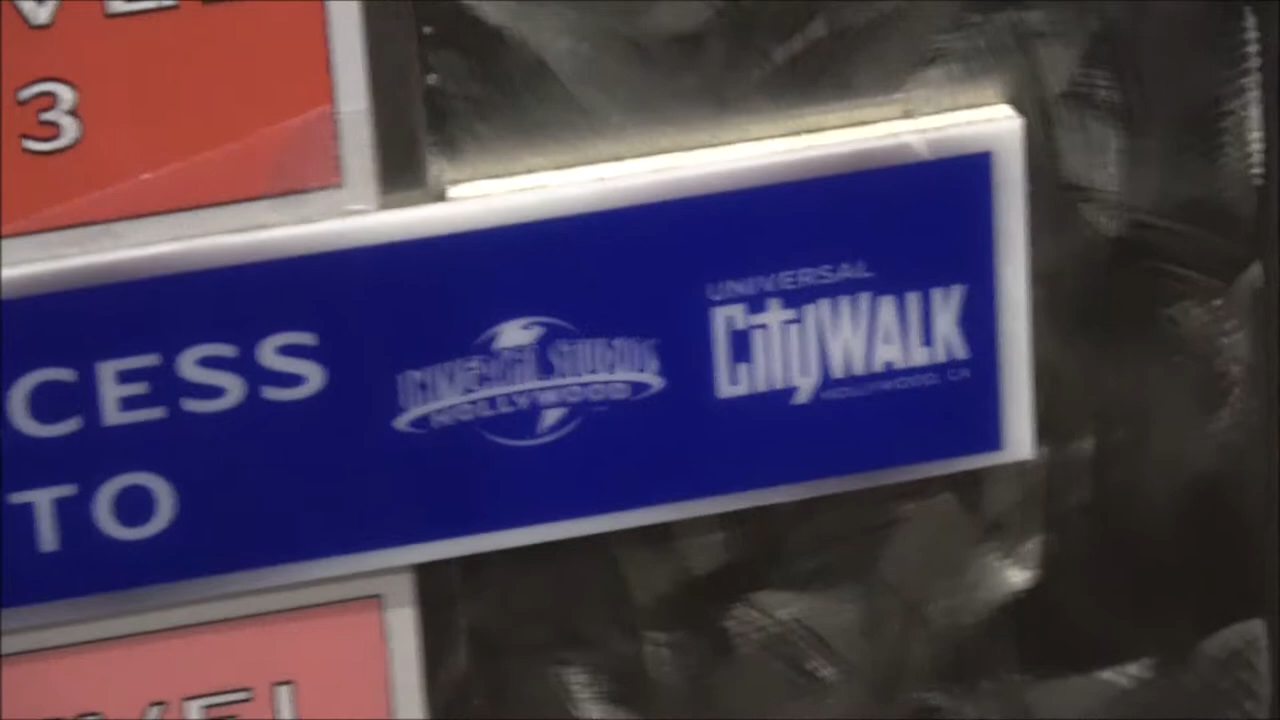 3
CESS
TO
UNIVERSAL STUDIOS
HOLLYWOOD
UNIVERSAL
CityWALK
HOLLYWOOD, CA